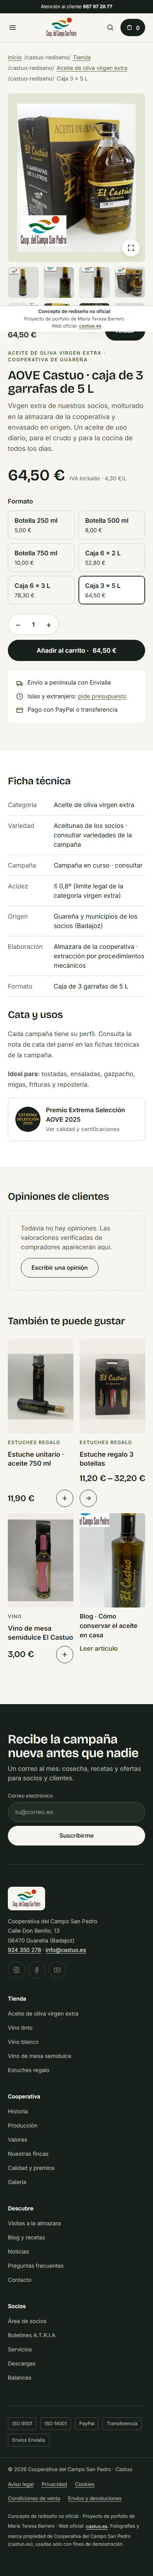 Atención al cliente 687 97 28 77
Coop. del Campo San Pedro
0
Inicio /castuo-rediseno/ Tienda
/castuo-rediseno/ Aceite de oliva virgen extra
/castuo-rediseno/ Caja 3 × 5 L
El Castúo
Coop. del Campo San Pedro
Concepto de rediseño no oficial
Proyecto de porfolio de María Teresa Barrero ·
Web oficial: castuo.es
64,50 €
ACEITE DE OLIVA VIRGEN EXTRA ·
COOPERATIVA DE GUAREÑA
AOVE Castuo · caja de 3
garrafas de 5 L
Virgen extra de nuestros socios, molturado
en la almazara de la cooperativa y
envasado en origen. Un aceite de uso
diario, para el crudo y para la cocina de
todos los días.
64,50 € IVA incluido · 4,30 €/L
Formato
Botella 250 ml
5,00 €
Botella 500 ml
8,00 €
Botella 750 ml
10,00 €
Caja 6 × 2 L
52,80 €
Caja 6 × 3 L
78,30 €
Caja 3 × 5 L
64,50 €
− 1 +
Añadir al carrito · 64,50 €
Envío a península con Envialia
Islas y extranjero: pide presupuesto
Pago con PayPal o transferencia
Ficha técnica
Categoría Aceite de oliva virgen extra
Variedad Aceitunas de los socios ·
consultar variedades de la
campaña
Campaña Campaña en curso · consultar
Acidez ≤ 0,8º (límite legal de la
categoría virgen extra)
Origen Guareña y municipios de los
socios (Badajoz)
Elaboración Almazara de la cooperativa ·
extracción por procedimientos
mecánicos
Formato Caja de 3 garrafas de 5 L
Cata y usos
Cada campaña tiene su perfil. Consulta la
nota de cata del panel en las fichas técnicas
de la campaña.
Ideal para: tostadas, ensaladas, gazpacho,
migas, frituras y repostería.
EXTREMA
SELECCIÓN
2025
Premio Extrema Selección
AOVE 2025
Ver calidad y certificaciones
Opiniones de clientes
Todavía no hay opiniones. Las
valoraciones verificadas de
compradores aparecerán aquí.
Escribir una opinión
También te puede gustar
ESTUCHES REGALO
Estuche unitario ·
aceite 750 ml
11,90 €
ESTUCHES REGALO
Estuche regalo 3
botellas
11,20 € – 32,20 €
VINO
Vino de mesa
semidulce El Castuo
3,00 €
El Castúo
Blog · Cómo
conservar el aceite
en casa
Leer artículo
Recibe la campaña
nueva antes que nadie
Un correo al mes: cosecha, recetas y ofertas
para socios y clientes.
Correo electrónico
tu@correo.es
Suscribirme
Coop. del Campo San Pedro
Cooperativa del Campo San Pedro
Calle Don Benito, 13
06470 Guareña (Badajoz)
924 350 278 · info@castuo.es
Tienda
Aceite de oliva virgen extra
Vino tinto
Vino blanco
Vino de mesa semidulce
Estuches regalo
Cooperativa
Historia
Producción
Valores
Nuestras fincas
Calidad y premios
Galería
Descubre
Visitas a la almazara
Blog y recetas
Noticias
Preguntas frecuentes
Contacto
Socios
Área de socios
Boletines A.T.R.I.A
Servicios
Descargas
Balances
ISO 9001 ISO 14001 PayPal Transferencia
Envíos Envialia
© 2026 Cooperativa del Campo San Pedro · Castuo
Aviso legal Privacidad Cookies
Condiciones de venta Envíos y devoluciones
Concepto de rediseño no oficial · Proyecto de porfolio de
María Teresa Barrero · Web oficial: castuo.es. Fotografías y
marca propiedad de Cooperativa del Campo San Pedro
(castuo.es), usadas solo con fines de demostración.